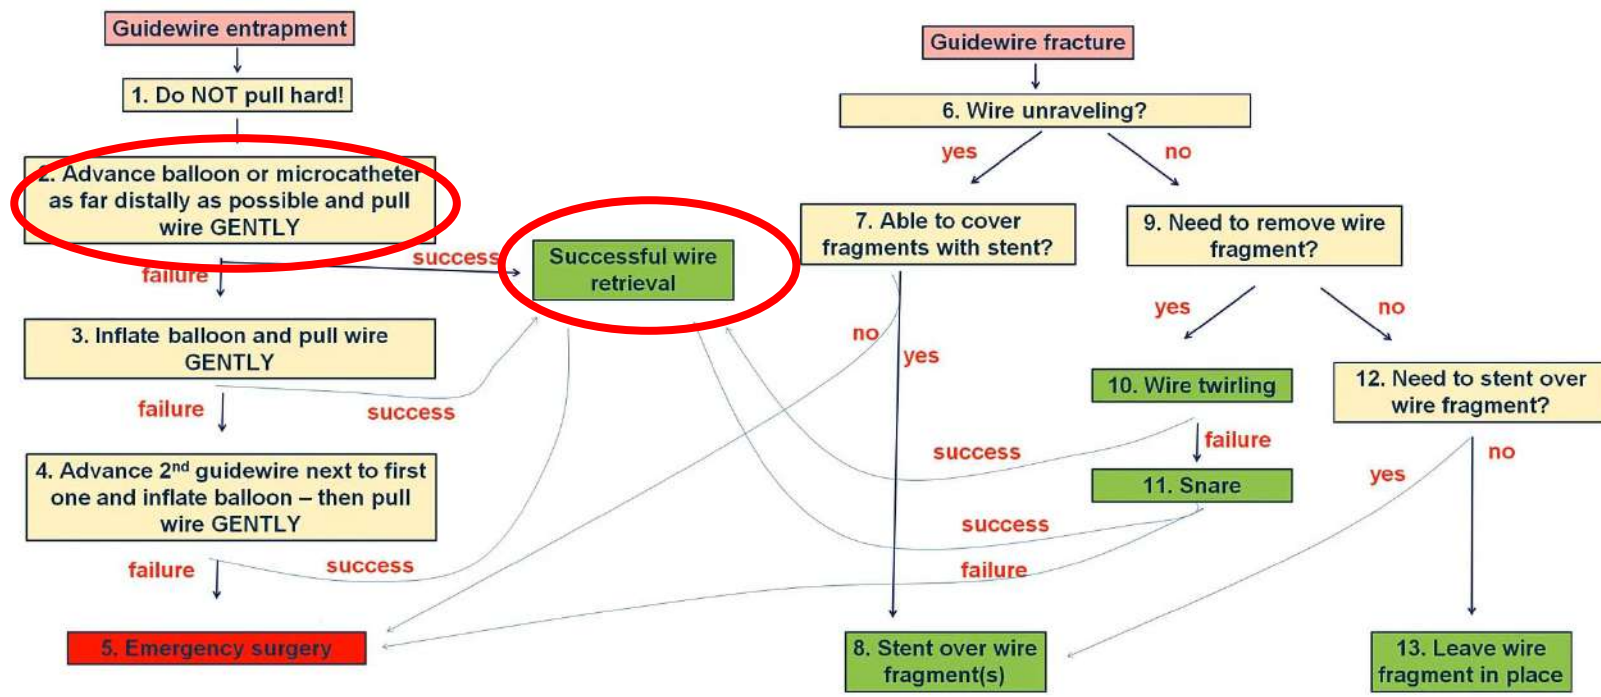 Guidewire entrapment
1. Do NOT pull hard!
2. Advance balloon or microcatheter
as far distally as possible and pull
wire GENTLY
success
failure
Successful wire
retrieval
3. Inflate balloon and pull wire
GENTLY
failure
success
4. Advance 2nd guidewire next to first
one and inflate balloon – then pull
wire GENTLY
failure
success
5. Emergency surgery
Guidewire fracture
6. Wire unraveling?
yes
no
7. Able to cover
fragments with stent?
9. Need to remove wire
fragment?
no
yes
yes
no
10. Wire twirling
12. Need to stent over
wire fragment?
success
failure
11. Snare
yes
no
success
failure
8. Stent over wire
fragment(s)
13. Leave wire
fragment in place